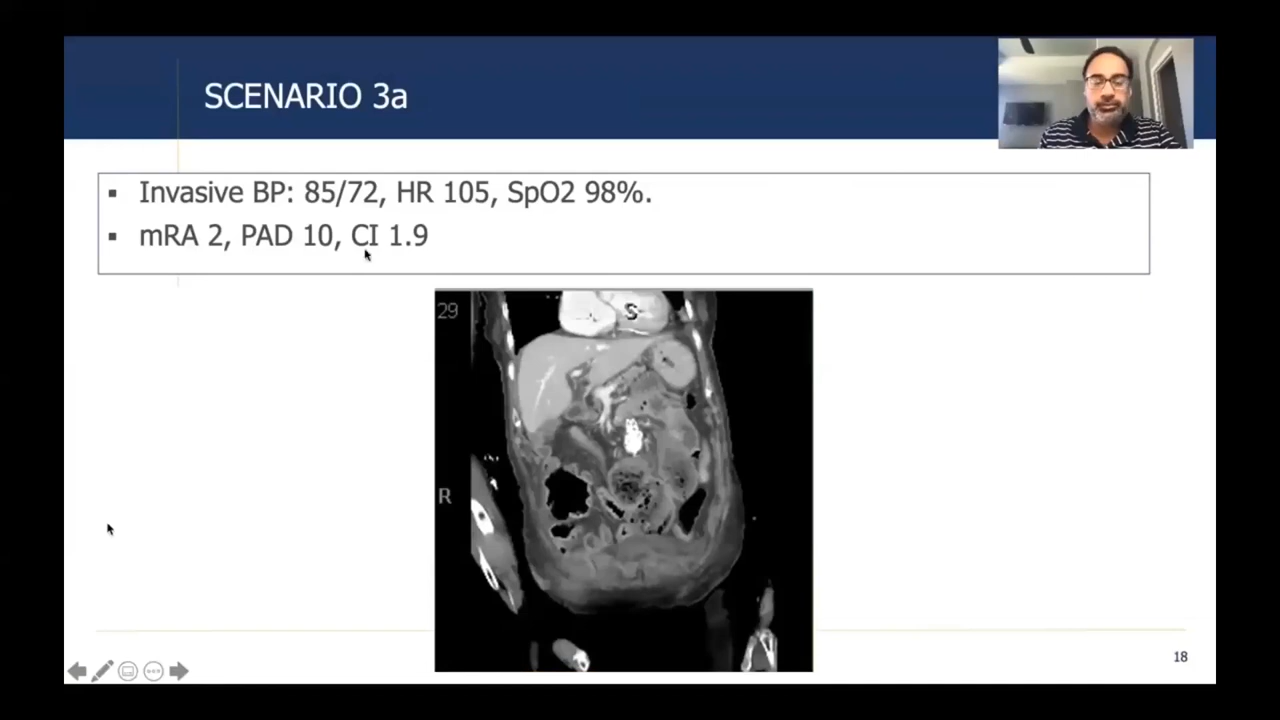 SCENARIO 3a
▪ Invasive BP: 85/72, HR 105, SpO2 98%.
▪ mRA 2, PAD 10, CI 1.9
29
S
R
18